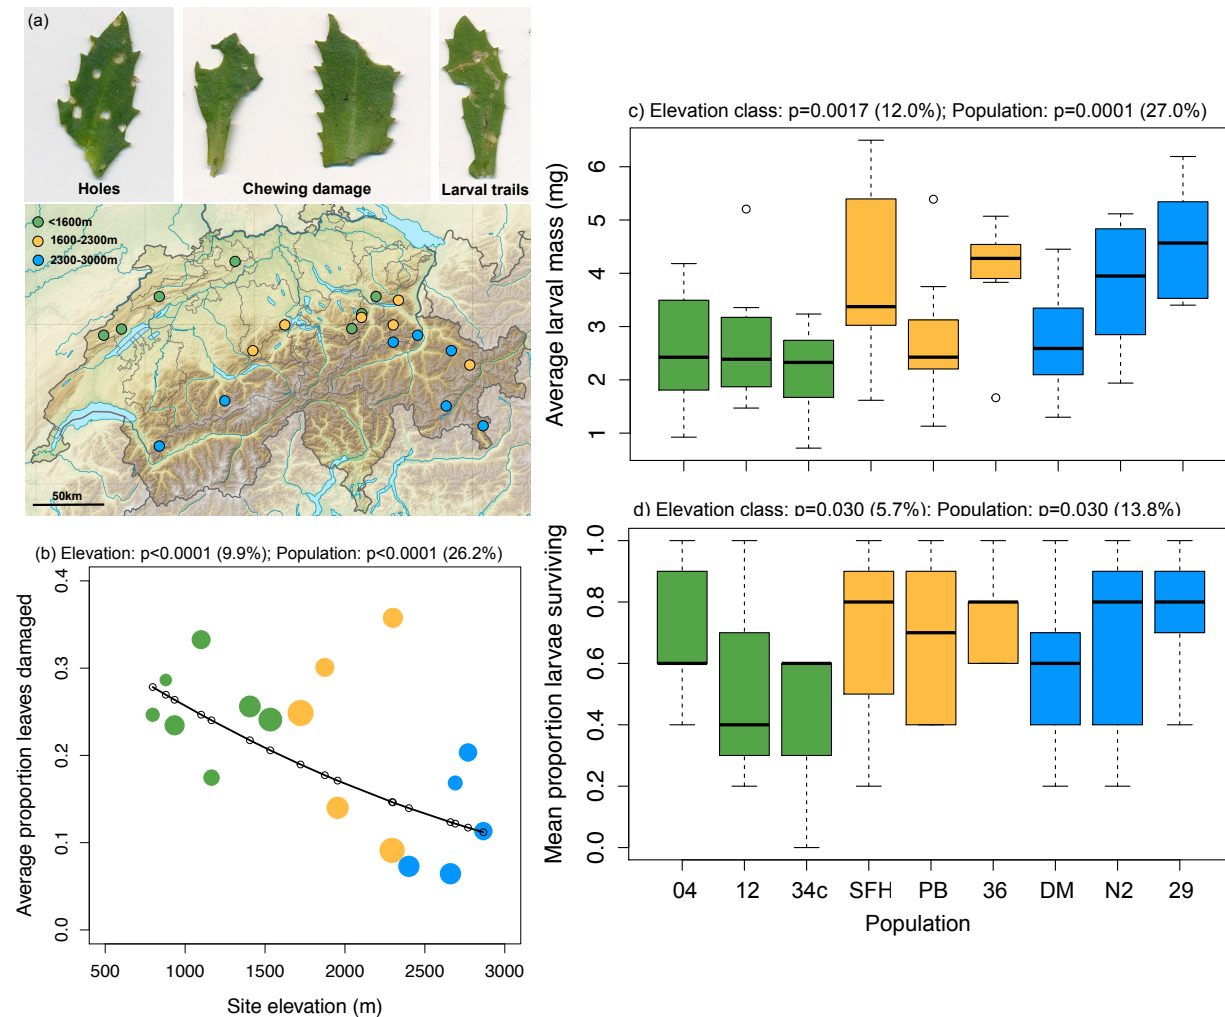 (a)
Holes
Chewing damage
Larval trails
<1600m
1600-2300m
2300-3000m
50km
(b) Elevation: p<0.0001 (9.9%); Population: p<0.0001 (26.2%)
Average proportion leaves damaged
0.4
0.3
0.2
0.1
0.0
500 1000 1500 2000 2500 3000
Site elevation (m)
c) Elevation class: p=0.0017 (12.0%); Population: p=0.0001 (27.0%)
Average larval mass (mg)
6
5
4
3
2
1
d) Elevation class: p=0.030 (5.7%); Population: p=0.030 (13.8%)
Mean proportion larvae surviving
1.0
0.8
0.6
0.4
0.2
0.0
04 12 34c SFH PB 36 DM N2 29
Population